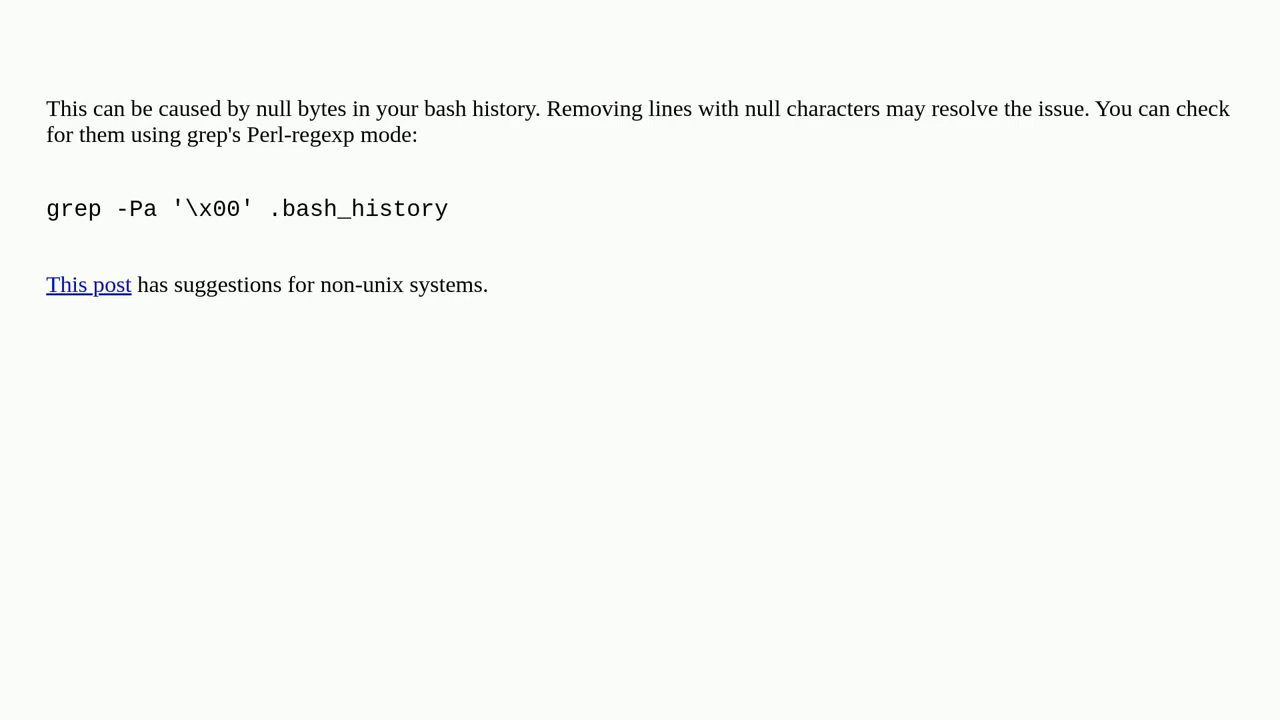 This can be caused by null bytes in your bash history. Removing lines with null characters may resolve the issue. You can check
for them using grep's Perl-regexp mode:
grep -Pa '\x00' .bash_history
This post has suggestions for non-unix systems.